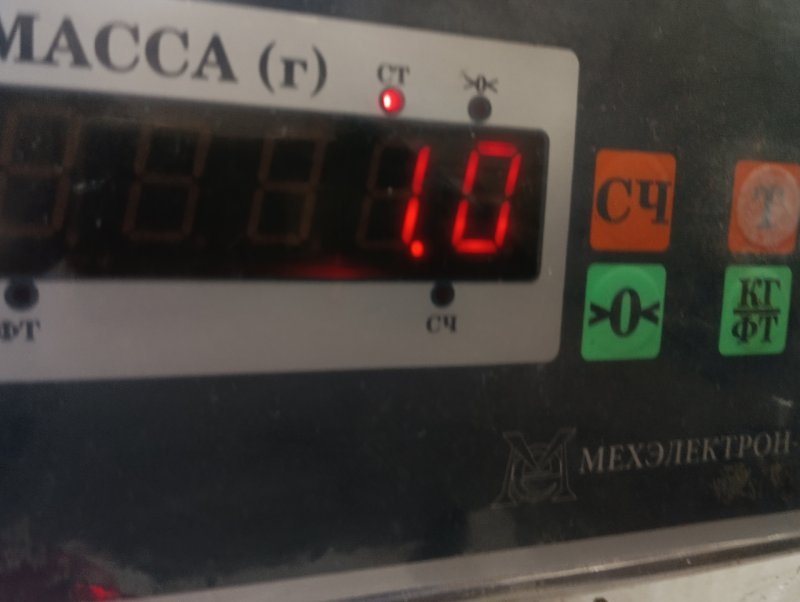 МАССА (г)
СТ
>0<
1.0
ФТ
СЧ
СЧ
Т
>0<
КГ
ФТ
МЕХЭЛЕКТРОН-